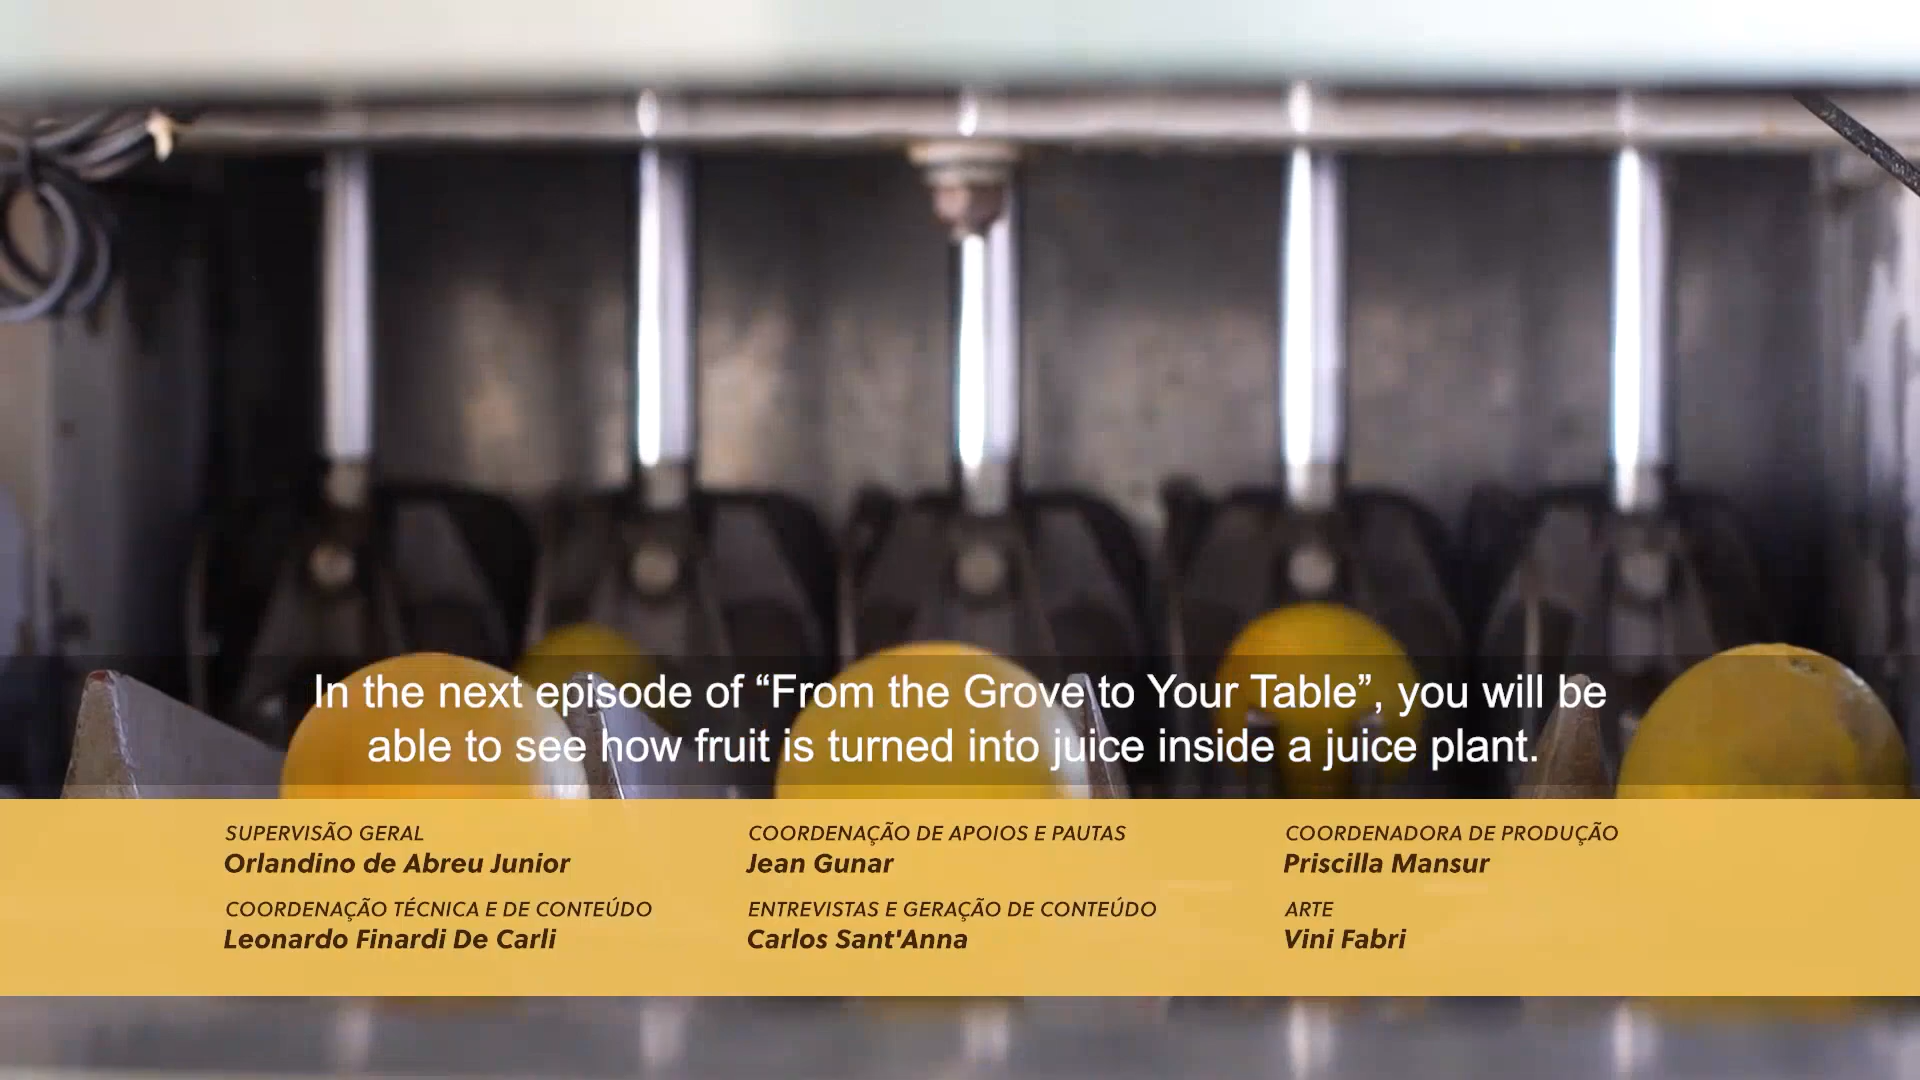 In the next episode of “From the Grove to Your Table”, you will be
able to see how fruit is turned into juice inside a juice plant.
SUPERVISÃO GERAL
Orlandino de Abreu Junior
COORDENAÇÃO TÉCNICA E DE CONTEÚDO
Leonardo Finardi De Carli
COORDENAÇÃO DE APOIOS E PAUTAS
Jean Gunar
ENTREVISTAS E GERAÇÃO DE CONTEÚDO
Carlos Sant'Anna
COORDENADORA DE PRODUÇÃO
Priscilla Mansur
ARTE
Vini Fabri